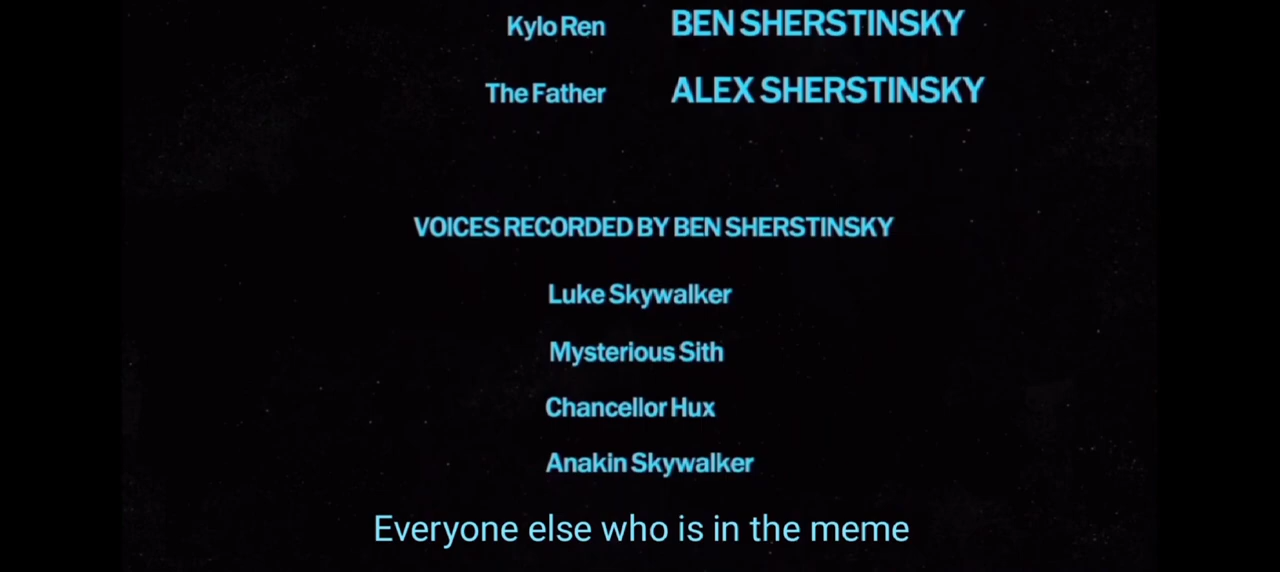 Kylo Ren BEN SHERSTINSKY
The Father ALEX SHERSTINSKY
VOICES RECORDED BY BEN SHERSTINSKY
Luke Skywalker
Mysterious Sith
Chancellor Hux
Anakin Skywalker
Everyone else who is in the meme